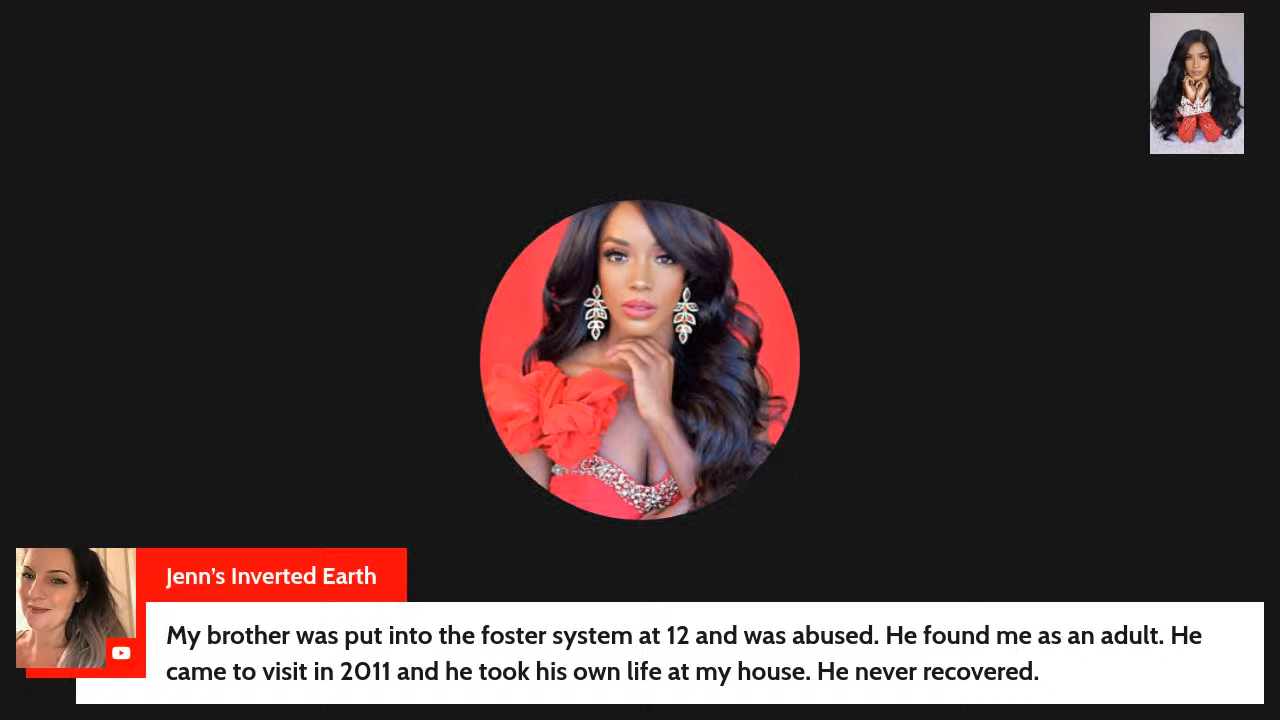 Jenn's Inverted Earth
My brother was put into the foster system at 12 and was abused. He found me as an adult. He
came to visit in 2011 and he took his own life at my house. He never recovered.